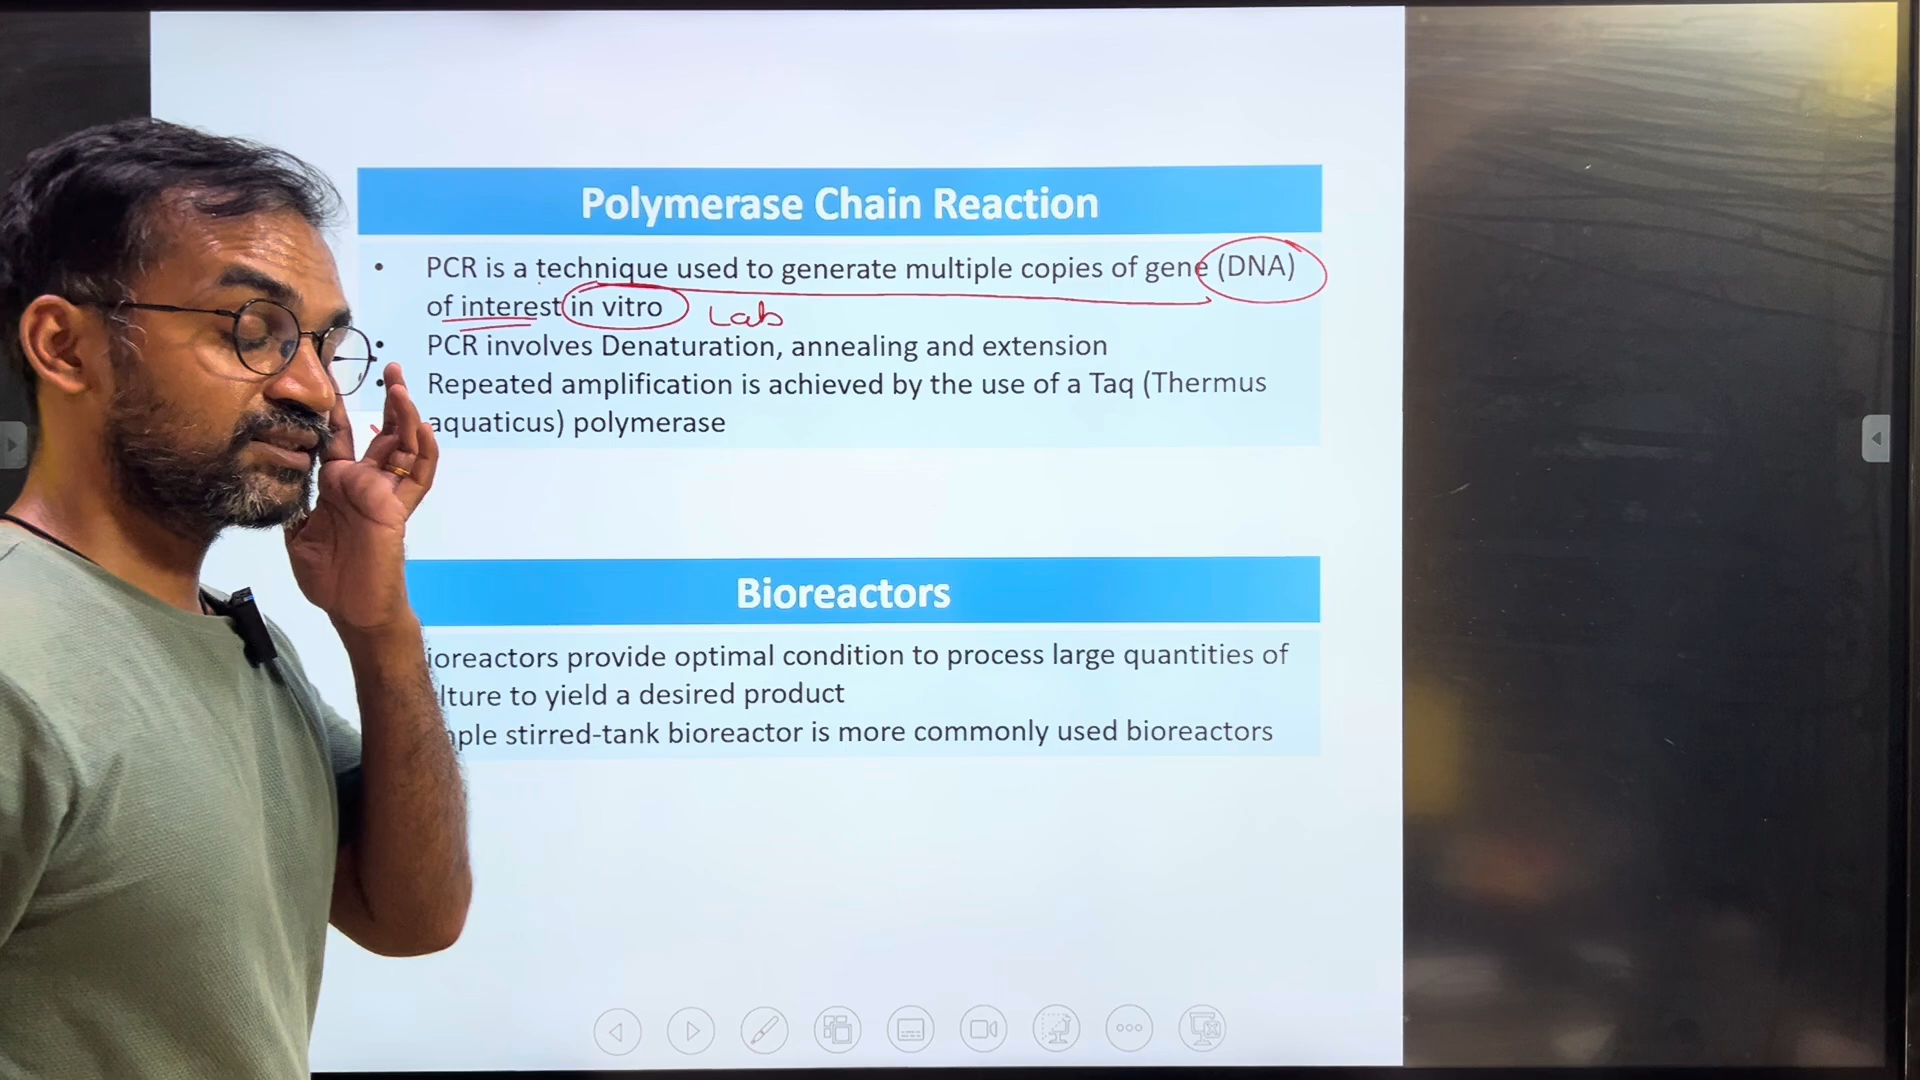 Polymerase Chain Reaction
• PCR is a technique used to generate multiple copies of gene (DNA)
of interest in vitro Lab
• PCR involves Denaturation, annealing and extension
• Repeated amplification is achieved by the use of a Taq (Thermus
aquaticus) polymerase
Bioreactors
ioreactors provide optimal condition to process large quantities of
lture to yield a desired product
ple stirred-tank bioreactor is more commonly used bioreactors